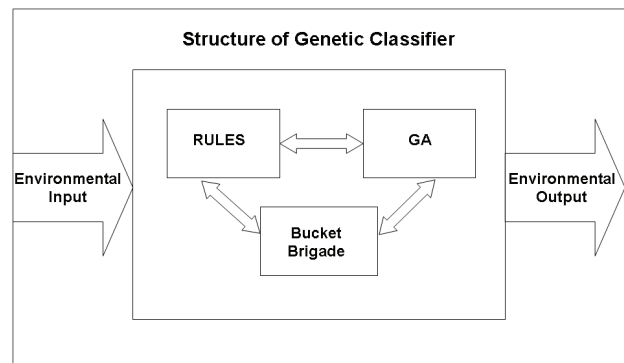 Structure of Genetic Classifier
RULES
GA
Environmental
Input
Environmental
Output
Bucket
Brigade